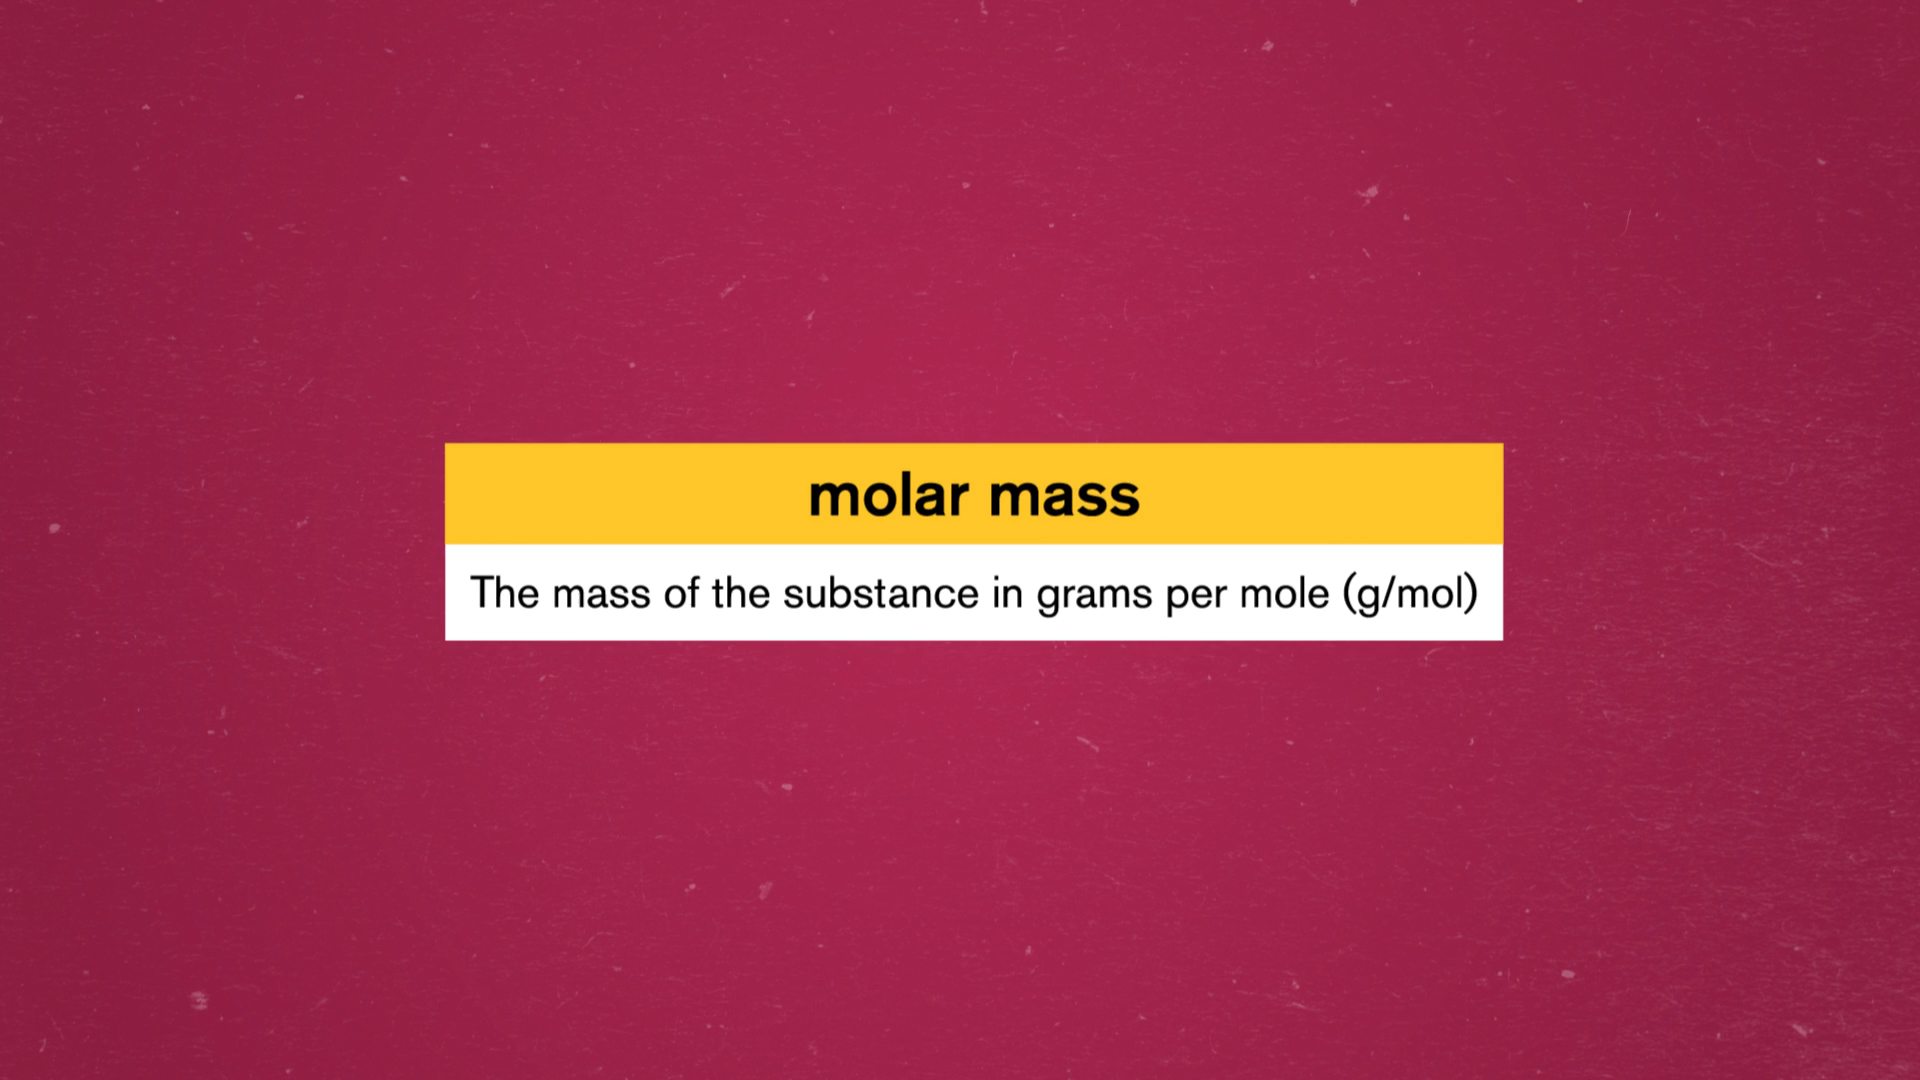 molar mass
The mass of the substance in grams per mole (g/mol)